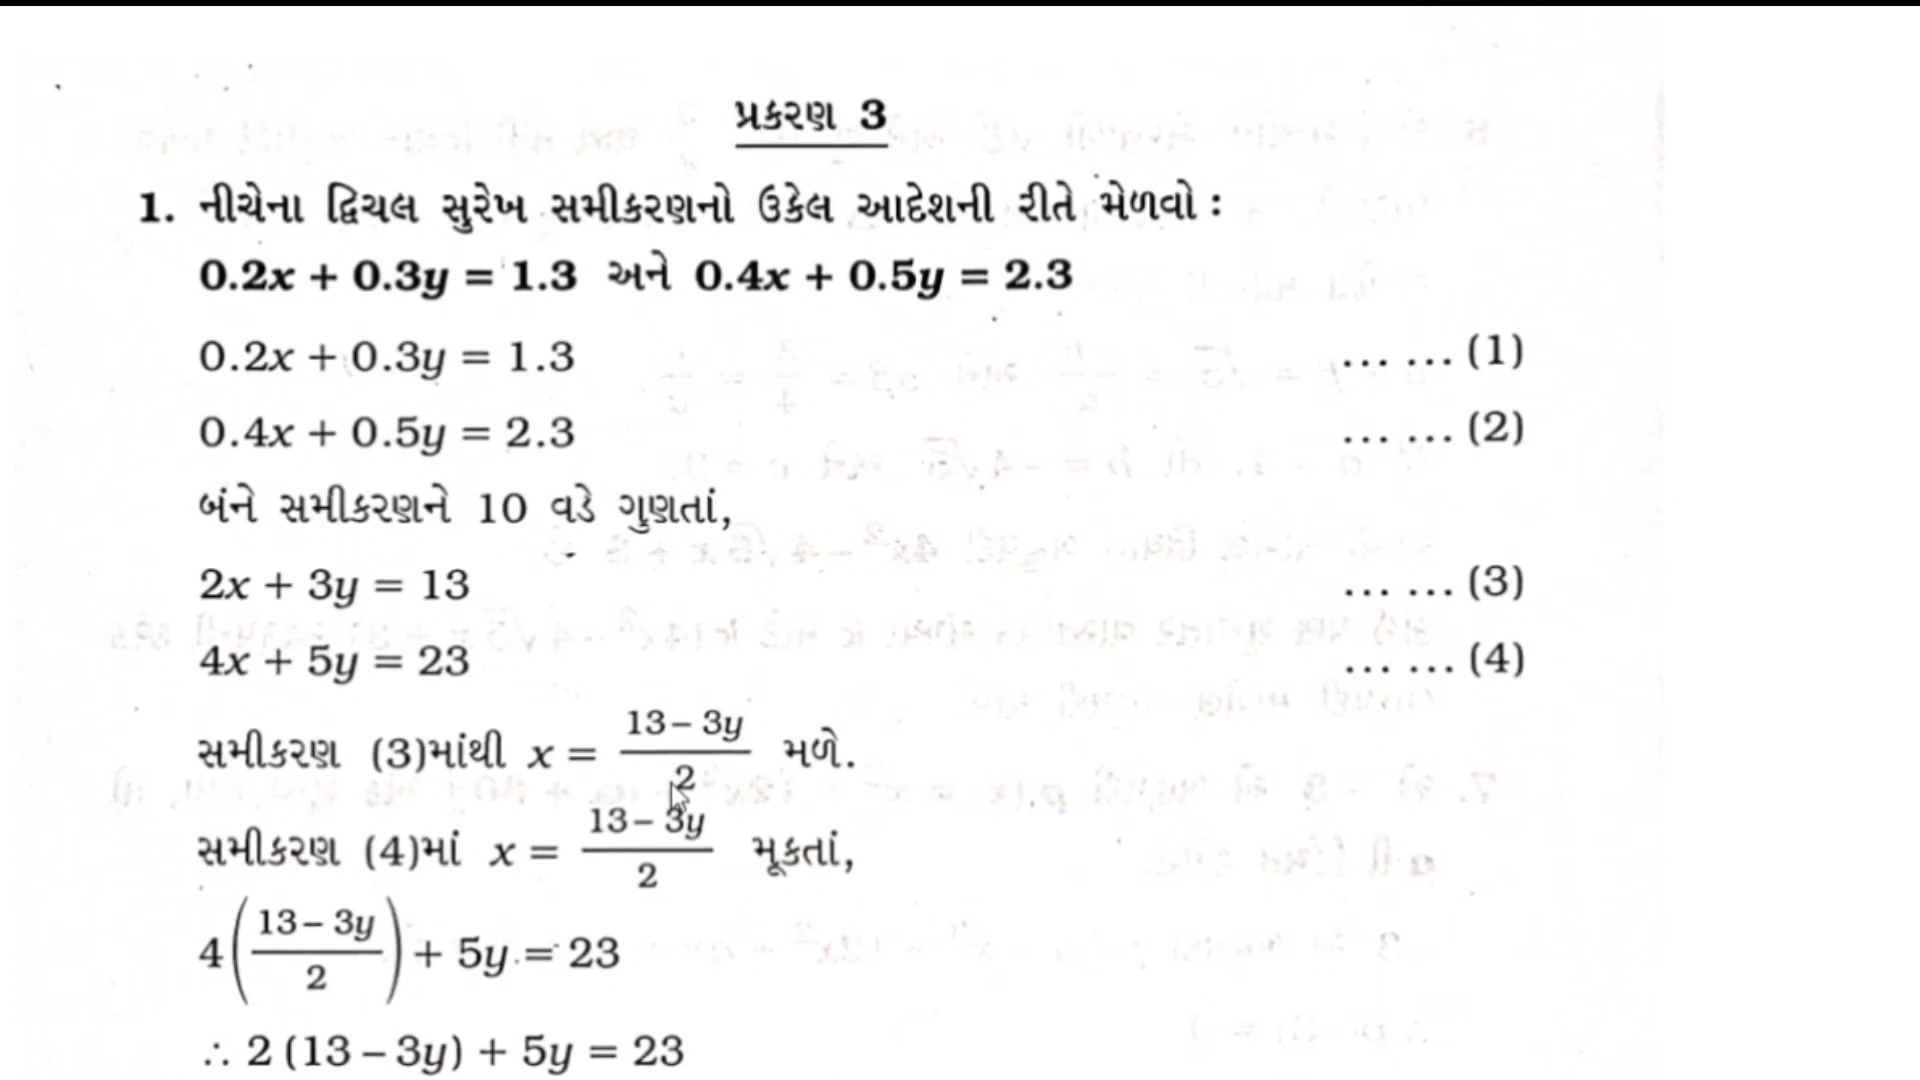 પ્રકરણ 3
1. નીચેના દ્વિચલ સુરેખ સમીકરણનો ઉકેલ આદેશની રીતે મેળવો :
0.2x + 0.3y = 1.3 અને 0.4x + 0.5y = 2.3
0.2x + 0.3y = 1.3 ... ... (1)
0.4x + 0.5y = 2.3 ... ... (2)
બંને સમીકરણને 10 વડે ગુણતાં,
2x + 3y = 13 ... ... (3)
4x + 5y = 23 ... ... (4)
સમીકરણ (3)માંથી x = (13 – 3y)/2 મળે.
સમીકરણ (4)માં x = (13 – 3y)/2 મૂકતાં,
4((13 – 3y)/2) + 5y = 23
∴ 2 (13 – 3y) + 5y = 23